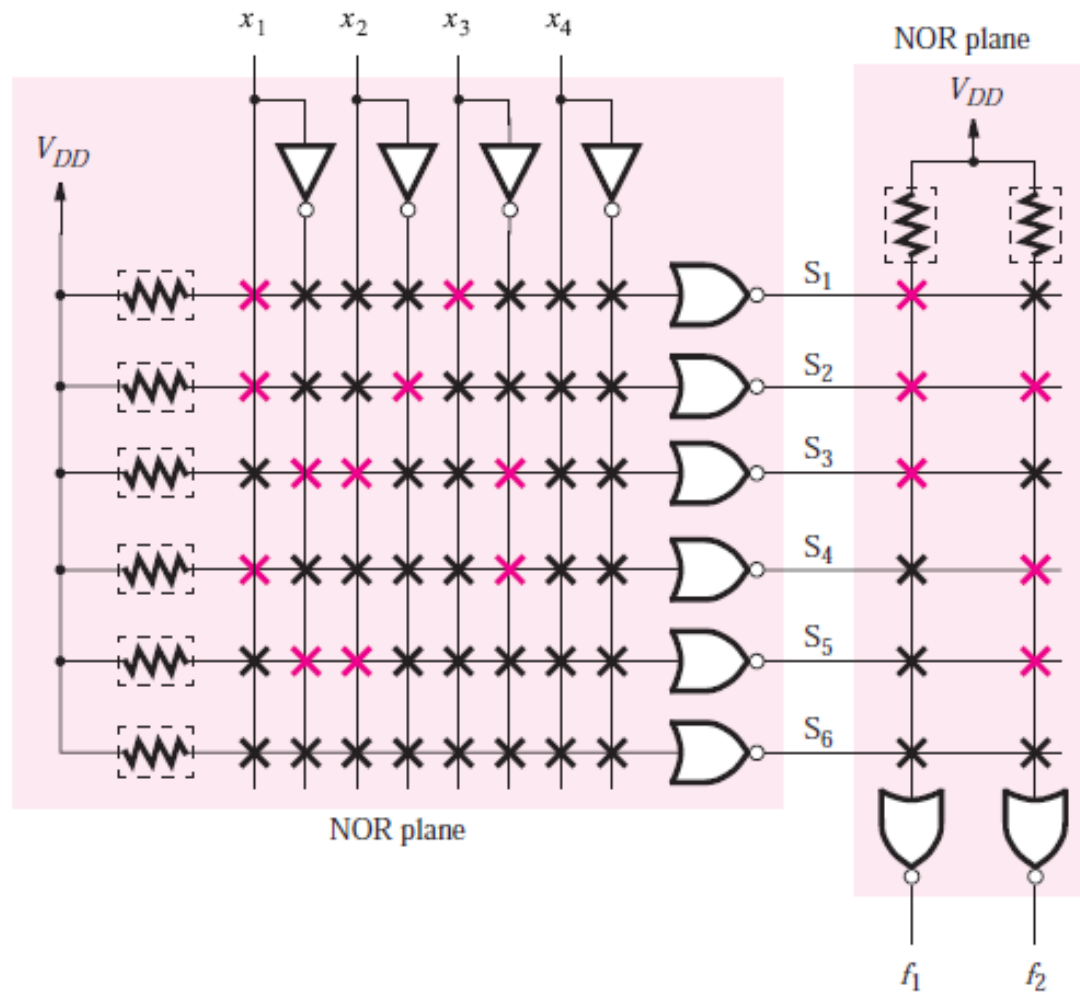 x1 x2 x3 x4
NOR plane
VDD
VDD
S1
S2
S3
S4
S5
S6
NOR plane
f1 f2